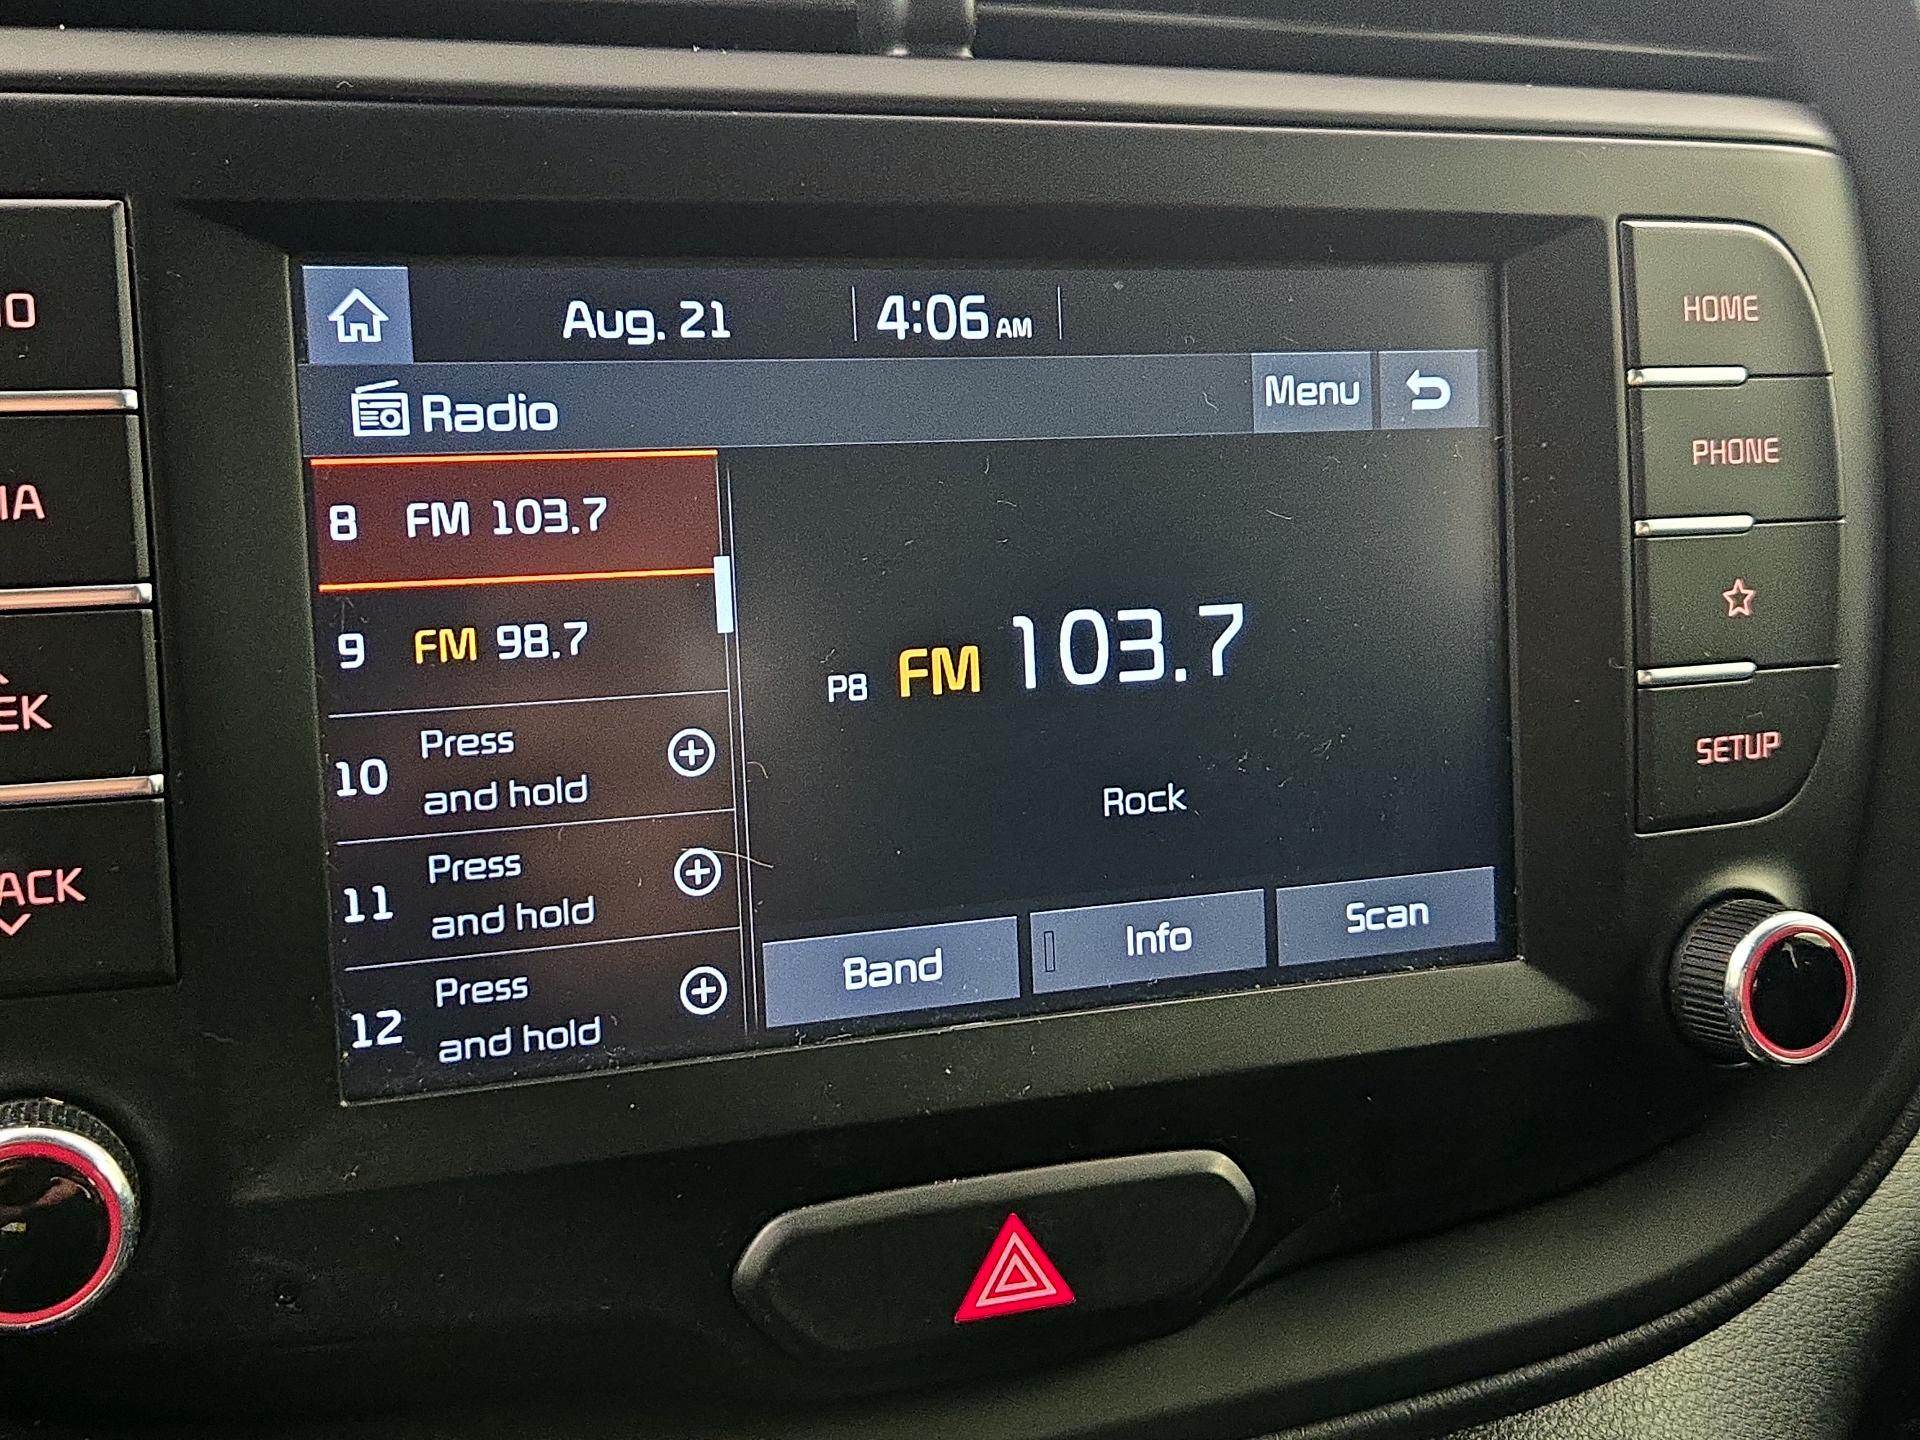 Aug. 21
4:06 AM
Radio
Menu
8 FM 103.7
9 FM 98.7
10 Press
and hold
11 Press
and hold
12 Press
and hold
P8 FM 103.7
Rock
Band
Info
Scan
HOME
PHONE
SETUP